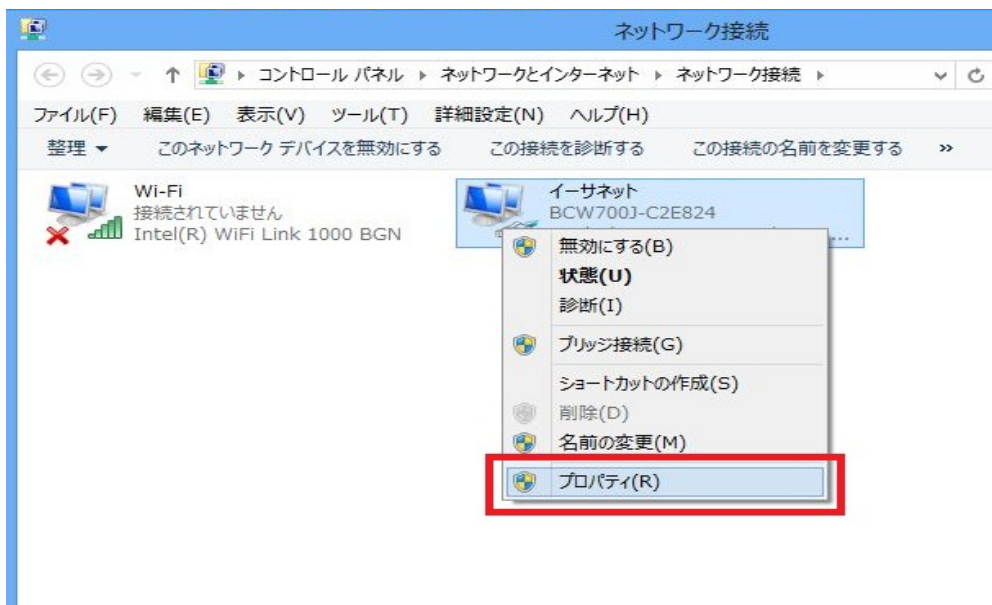 ネットワーク接続
コントロール パネル ▸ ネットワークとインターネット ▸ ネットワーク接続 ▸
ファイル(F) 編集(E) 表示(V) ツール(T) 詳細設定(N) ヘルプ(H)
整理 ▼ このネットワーク デバイスを無効にする この接続を診断する この接続の名前を変更する »
Wi-Fi
接続されていません
Intel(R) WiFi Link 1000 BGN
イーサネット
BCW700J-C2E824
...
無効にする(B)
状態(U)
診断(I)
ブリッジ接続(G)
ショートカットの作成(S)
削除(D)
名前の変更(M)
プロパティ(R)